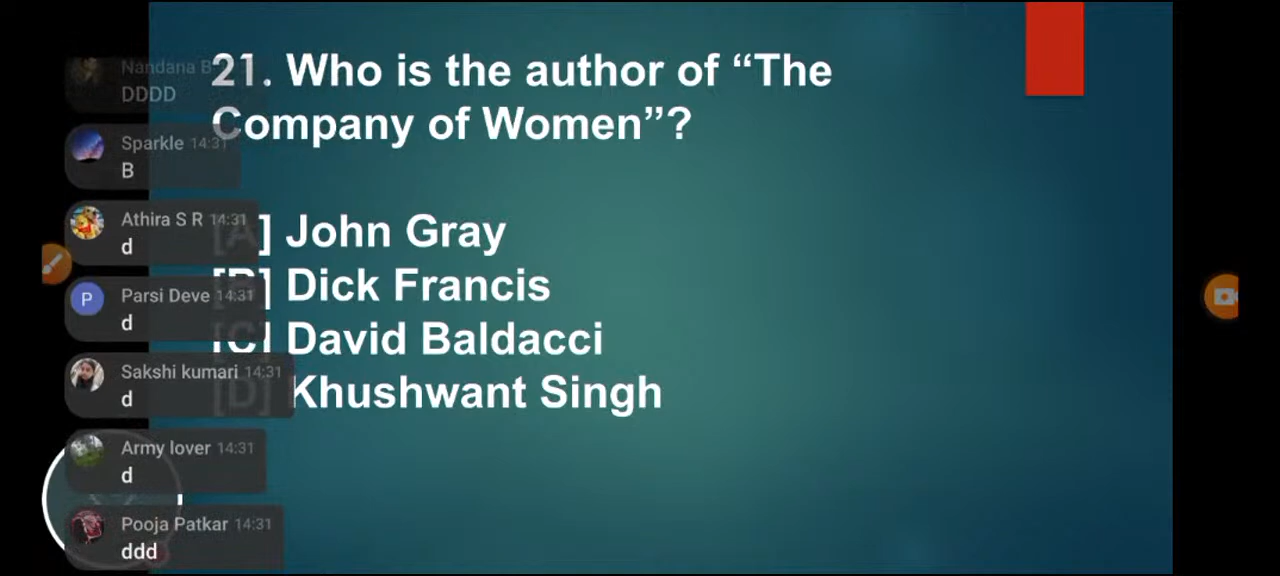 21. Who is the author of “The
Company of Women”?
[A] John Gray
[B] Dick Francis
[C] David Baldacci
[D] Khushwant Singh
Nandana B
DDDD
Sparkle 14:31
B
Athira S R 14:31
d
P
Parsi Deve 14:31
d
Sakshi kumari 14:31
d
Army lover 14:31
d
Pooja Patkar 14:31
ddd